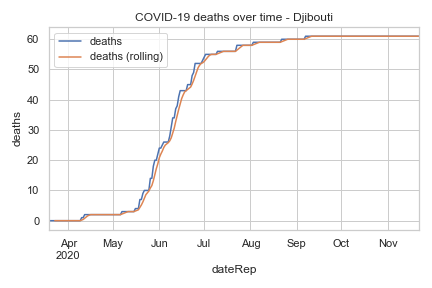 COVID-19 deaths over time - Djibouti
deaths
deaths (rolling)
60
50
40
30
20
10
0
deaths
Apr May Jun Jul Aug Sep Oct Nov
2020
dateRep